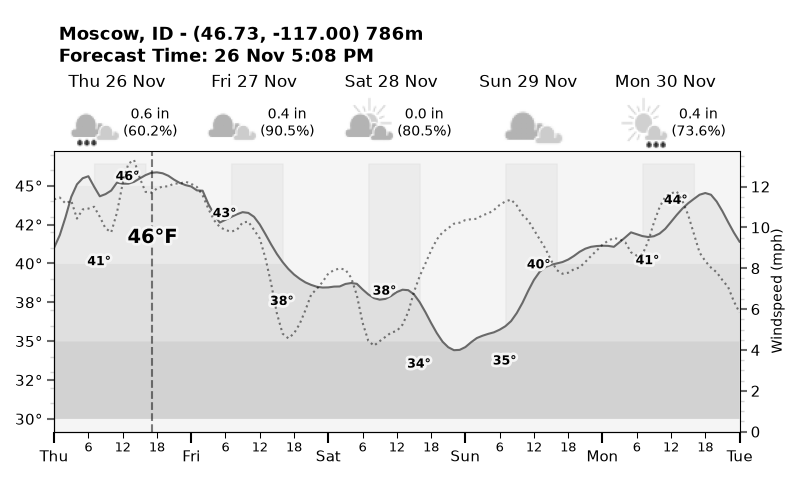 Moscow, ID - (46.73, -117.00) 786m
Forecast Time: 26 Nov 5:08 PM
Thu 26 Nov Fri 27 Nov Sat 28 Nov Sun 29 Nov Mon 30 Nov
0.6 in 0.4 in 0.0 in 0.4 in
(60.2%) (90.5%) (80.5%) (73.6%)
45° 46° 43° 44° 12
42° 46°F 10
40° 41° 40° 41° 8
38° 38° 38° 6
35° 34° 35° 4
32° 2
30° 0
Windspeed (mph)
6 12 18 6 12 18 6 12 18 6 12 18 6 12 18
Thu Fri Sat Sun Mon Tue